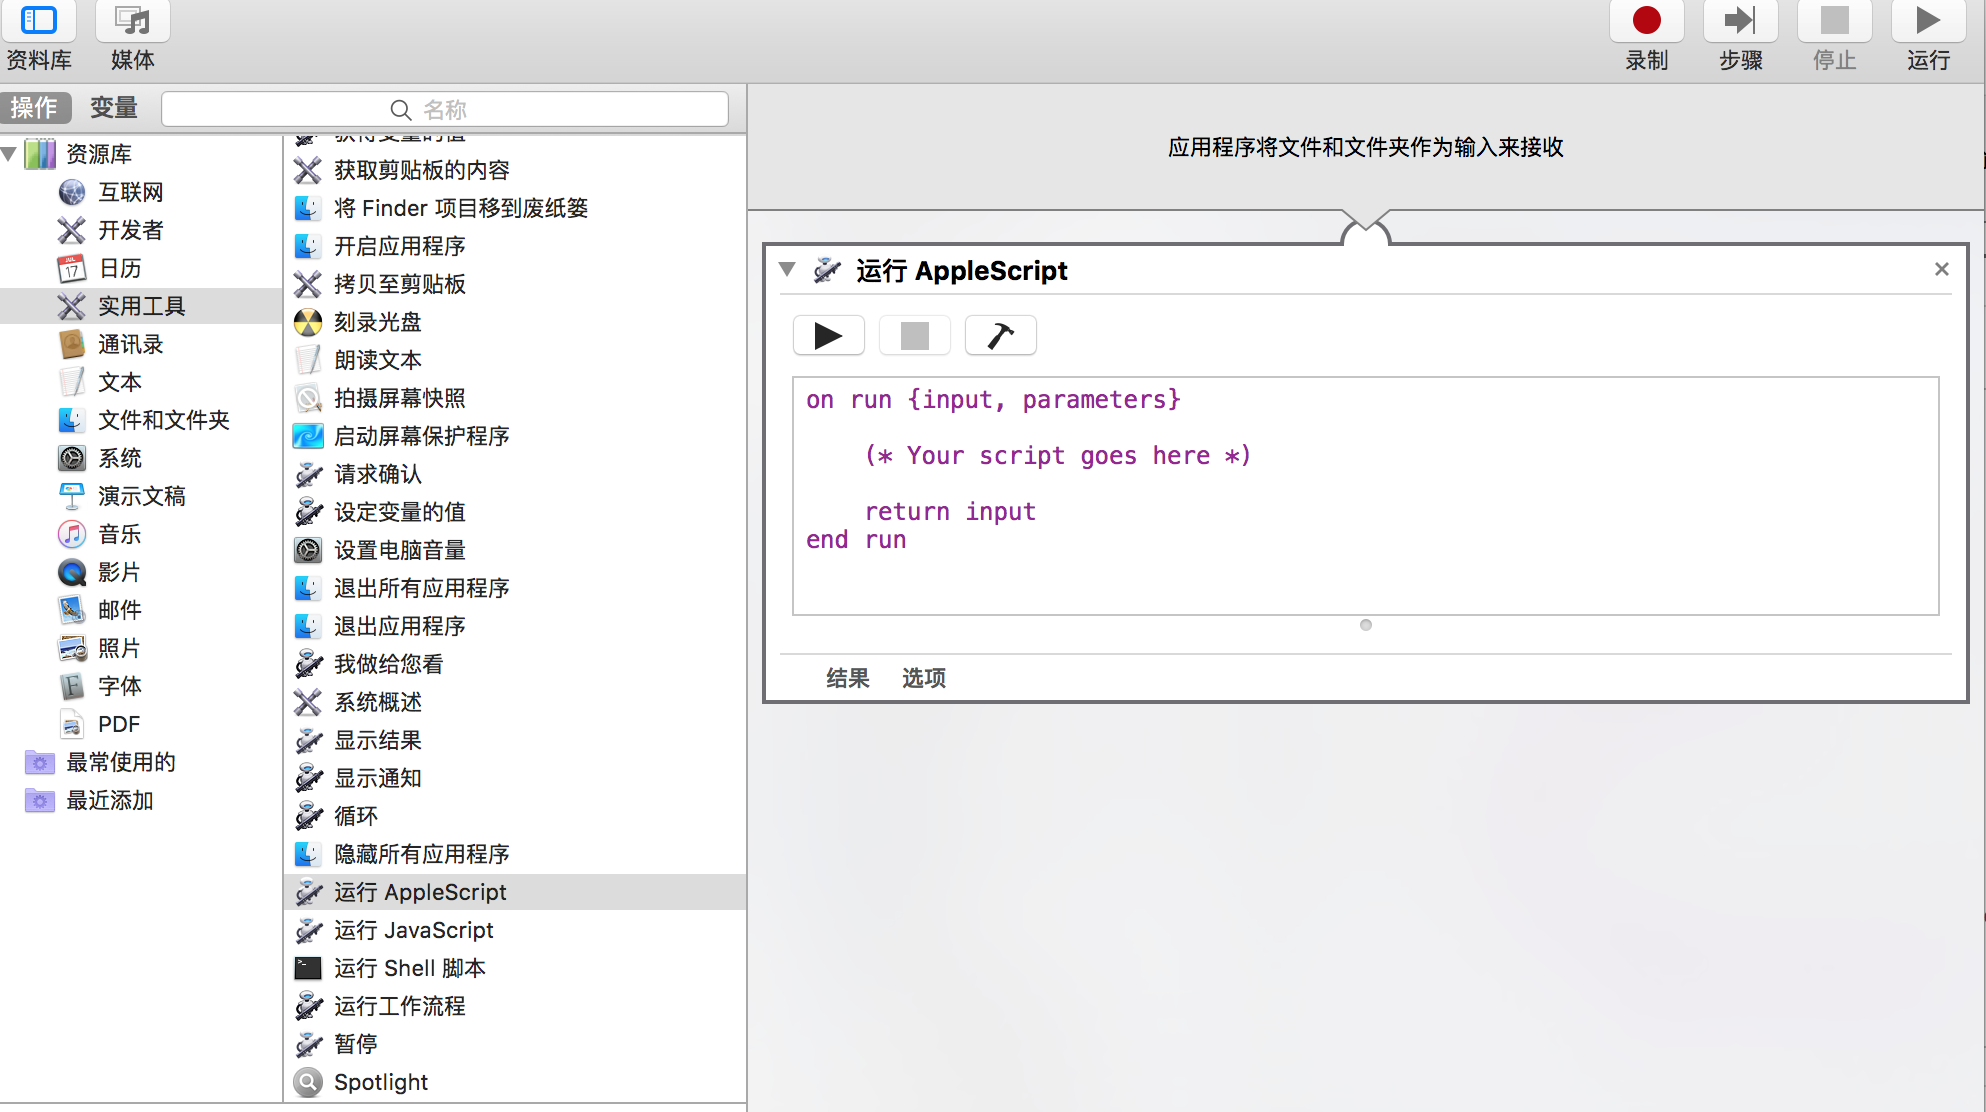 资料库
媒体
录制
步骤
停止
运行
操作
变量
名称
资源库
互联网
开发者
日历
实用工具
通讯录
文本
文件和文件夹
系统
演示文稿
音乐
影片
邮件
照片
字体
PDF
最常使用的
最近添加
获得变量的值
获取剪贴板的内容
将 Finder 项目移到废纸篓
开启应用程序
拷贝至剪贴板
刻录光盘
朗读文本
拍摄屏幕快照
启动屏幕保护程序
请求确认
设定变量的值
设置电脑音量
退出所有应用程序
退出应用程序
我做给您看
系统概述
显示结果
显示通知
循环
隐藏所有应用程序
运行 AppleScript
运行 JavaScript
运行 Shell 脚本
运行工作流程
暂停
Spotlight
应用程序将文件和文件夹作为输入来接收
运行 AppleScript
on run {input, parameters}
(* Your script goes here *)
return input
end run
结果 选项